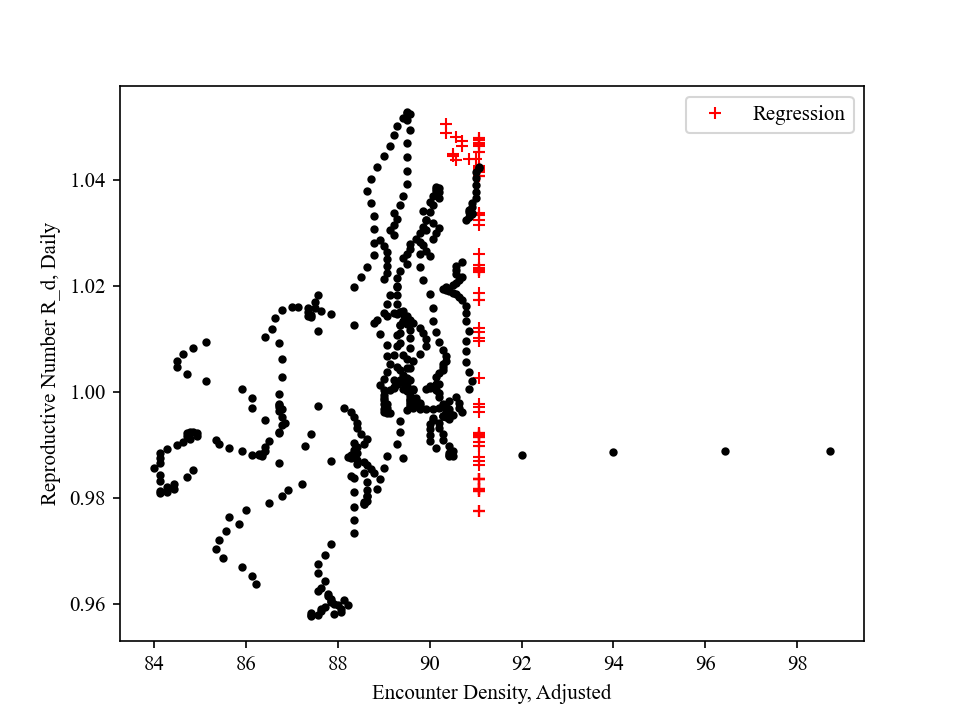 Regression
Reproductive Number R_d, Daily
1.04
1.02
1.00
0.98
0.96
84 86 88 90 92 94 96 98
Encounter Density, Adjusted